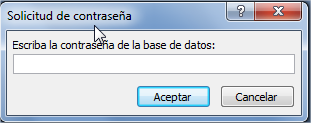 Solicitud de contraseña
Escriba la contraseña de la base de datos:
Aceptar
Cancelar